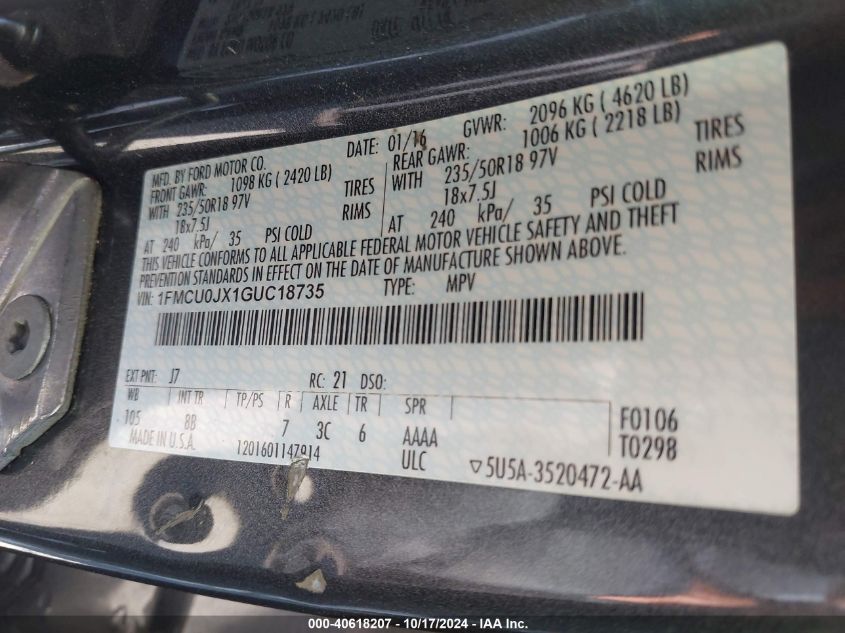 MFD. BY FORD MOTOR CO.
DATE: 01/16 GVWR: 2096 KG ( 4620 LB)
FRONT GAWR: 1098 KG ( 2420 LB)
REAR GAWR: 1006 KG ( 2218 LB)
WITH 235/50R18 97V TIRES
WITH 235/50R18 97V TIRES
18x7.5J RIMS
18x7.5J RIMS
AT 240 kPa/ 35 PSI COLD
AT 240 kPa/ 35 PSI COLD
THIS VEHICLE CONFORMS TO ALL APPLICABLE FEDERAL MOTOR VEHICLE SAFETY AND THEFT
PREVENTION STANDARDS IN EFFECT ON THE DATE OF MANUFACTURE SHOWN ABOVE.
VIN: 1FMCU0JX1GUC18735 TYPE: MPV
EXT PNT: J7 RC: 21 DSO:
WB INT TR TP/PS R AXLE TR SPR
105 8B 7 3C 6 AAAA F0106
MADE IN U.S.A. T0298
1201601147914 ULC ▽5U5A-3520472-AA
000-40618207 - 10/17/2024 - IAA Inc.